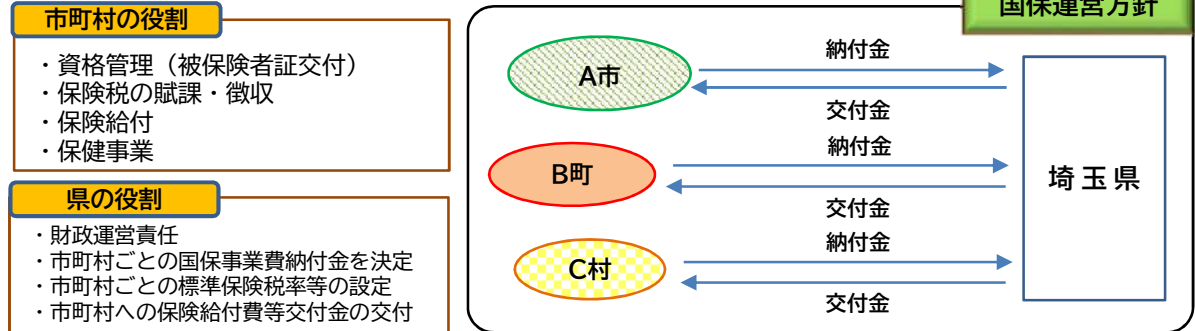 市町村の役割
・資格管理（被保険者証交付）
・保険税の賦課・徴収
・保険給付
・保健事業
県の役割
・財政運営責任
・市町村ごとの国保事業費納付金を決定
・市町村ごとの標準保険税率等の設定
・市町村への保険給付費等交付金の交付
国保運営方針
A市
納付金
交付金
B町
納付金
交付金
C村
納付金
交付金
埼玉県